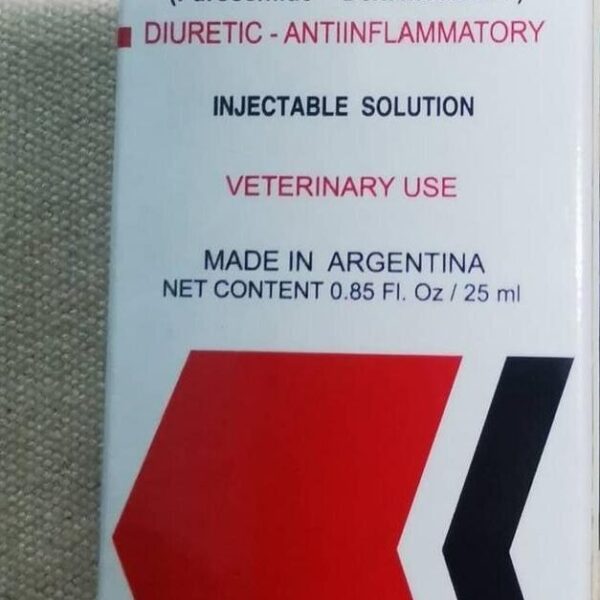 DIURETIC - ANTIINFLAMMATORY
INJECTABLE SOLUTION
VETERINARY USE
MADE IN ARGENTINA
NET CONTENT 0.85 Fl. Oz / 25 ml